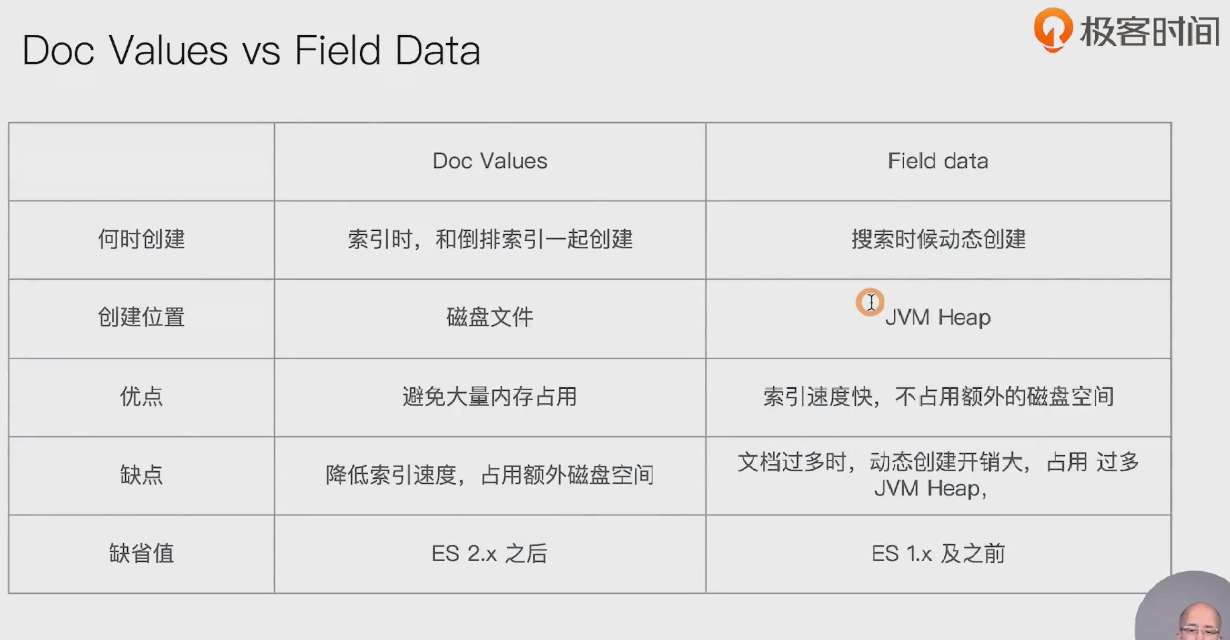 极客时间
Doc Values vs Field Data
Doc Values
Field data
何时创建
索引时，和倒排索引一起创建
搜索时候动态创建
创建位置
磁盘文件
JVM Heap
优点
避免大量内存占用
索引速度快，不占用额外的磁盘空间
缺点
降低索引速度，占用额外磁盘空间
文档过多时，动态创建开销大，占用 过多
JVM Heap,
缺省值
ES 2.x 之后
ES 1.x 及之前